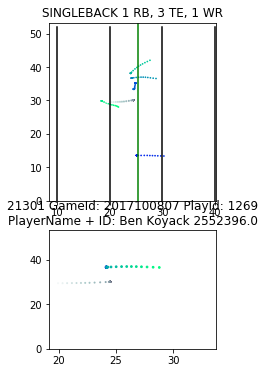 SINGLEBACK 1 RB, 3 TE, 1 WR
50
40
30
20
10
0
10 20 30 40
21301 GameId: 2017100807 PlayId: 1269
PlayerName + ID: Ben Koyack 2552396.0
40
20
0
20 25 30